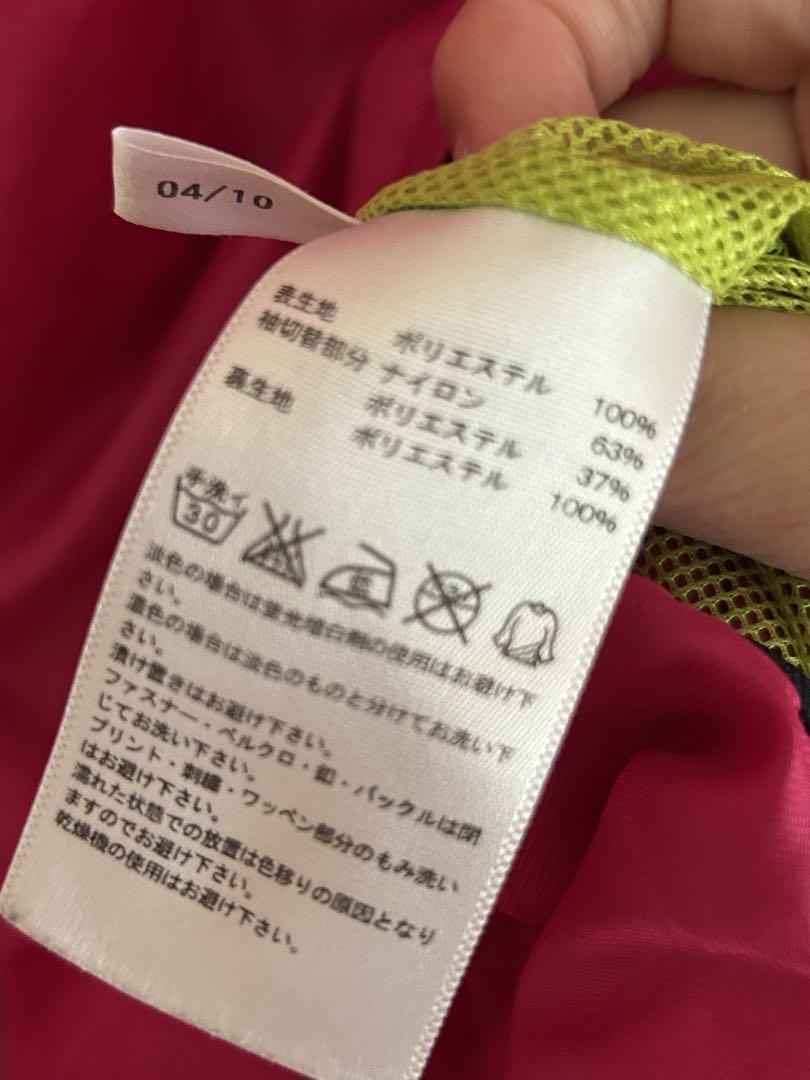 04/10
表生地 ポリエステル 100%
袖切替部分 ナイロン 63%
ポリエステル 37%
裏生地 ポリエステル 100%
手洗イ
30
淡色の場合は蛍光増白剤の使用はお避け下
さい。
濃色の場合は淡色のものと分けてお洗い下
さい。
漬け置きはお避け下さい。
ファスナー・ベルクロ・釦・バックルは閉
じてお洗い下さい。
プリント・刺繍・ワッペン部分のもみ洗い
はお避け下さい。
濡れた状態での放置は色移りの原因となり
ますのでお避け下さい。
乾燥機の使用はお避け下さい。